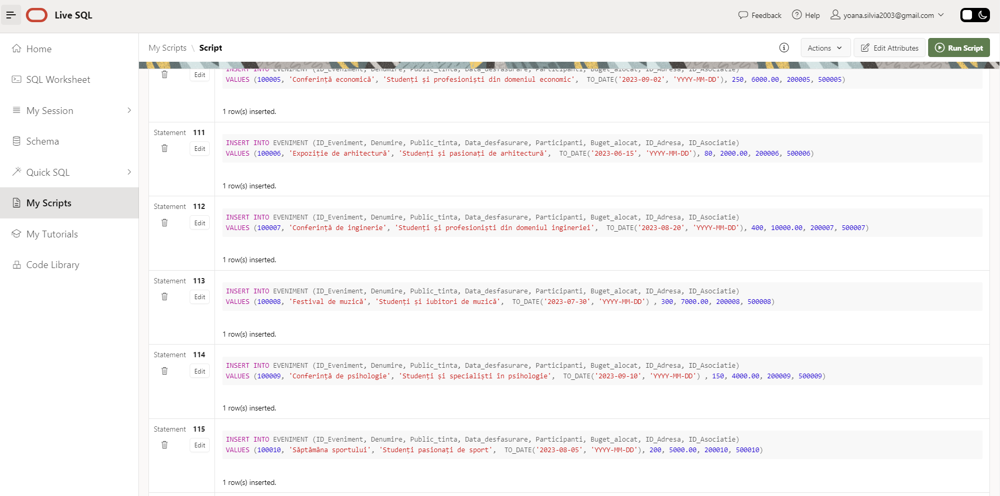 Live SQL
Feedback
Help
yoana.silvia2003@gmail.com
Home
SQL Worksheet
My Session
Schema
Quick SQL
My Scripts
My Tutorials
Code Library
My Scripts \ Script
Actions
Edit Attributes
Run Script
Edit
INSERT INTO EVENIMENT (ID_Eveniment, Denumire, Public_tinta, Data_desfasurare, Participanti, Buget_alocat, ID_Adresa, ID_Asociatie)
VALUES (100005, 'Conferință economică', 'Studenți și profesioniști din domeniul economic',  TO_DATE('2023-09-02', 'YYYY-MM-DD'), 250, 6000.00, 200005, 500005)
1 row(s) inserted.
Statement 111
Edit
INSERT INTO EVENIMENT (ID_Eveniment, Denumire, Public_tinta, Data_desfasurare, Participanti, Buget_alocat, ID_Adresa, ID_Asociatie)
VALUES (100006, 'Expoziție de arhitectură', 'Studenți și pasionați de arhitectură',  TO_DATE('2023-06-15', 'YYYY-MM-DD'), 80, 2000.00, 200006, 500006)
1 row(s) inserted.
Statement 112
Edit
INSERT INTO EVENIMENT (ID_Eveniment, Denumire, Public_tinta, Data_desfasurare, Participanti, Buget_alocat, ID_Adresa, ID_Asociatie)
VALUES (100007, 'Conferință de inginerie', 'Studenți și profesioniști din domeniul ingineriei',  TO_DATE('2023-08-20', 'YYYY-MM-DD'), 400, 10000.00, 200007, 500007)
1 row(s) inserted.
Statement 113
Edit
INSERT INTO EVENIMENT (ID_Eveniment, Denumire, Public_tinta, Data_desfasurare, Participanti, Buget_alocat, ID_Adresa, ID_Asociatie)
VALUES (100008, 'Festival de muzică', 'Studenți și iubitori de muzică',  TO_DATE('2023-07-30', 'YYYY-MM-DD') , 300, 7000.00, 200008, 500008)
1 row(s) inserted.
Statement 114
Edit
INSERT INTO EVENIMENT (ID_Eveniment, Denumire, Public_tinta, Data_desfasurare, Participanti, Buget_alocat, ID_Adresa, ID_Asociatie)
VALUES (100009, 'Conferință de psihologie', 'Studenți și specialiști în psihologie',  TO_DATE('2023-09-10', 'YYYY-MM-DD') , 150, 4000.00, 200009, 500009)
1 row(s) inserted.
Statement 115
Edit
INSERT INTO EVENIMENT (ID_Eveniment, Denumire, Public_tinta, Data_desfasurare, Participanti, Buget_alocat, ID_Adresa, ID_Asociatie)
VALUES (100010, 'Săptămâna sportului', 'Studenți pasionați de sport',  TO_DATE('2023-08-05', 'YYYY-MM-DD'), 200, 5000.00, 200010, 500010)
1 row(s) inserted.